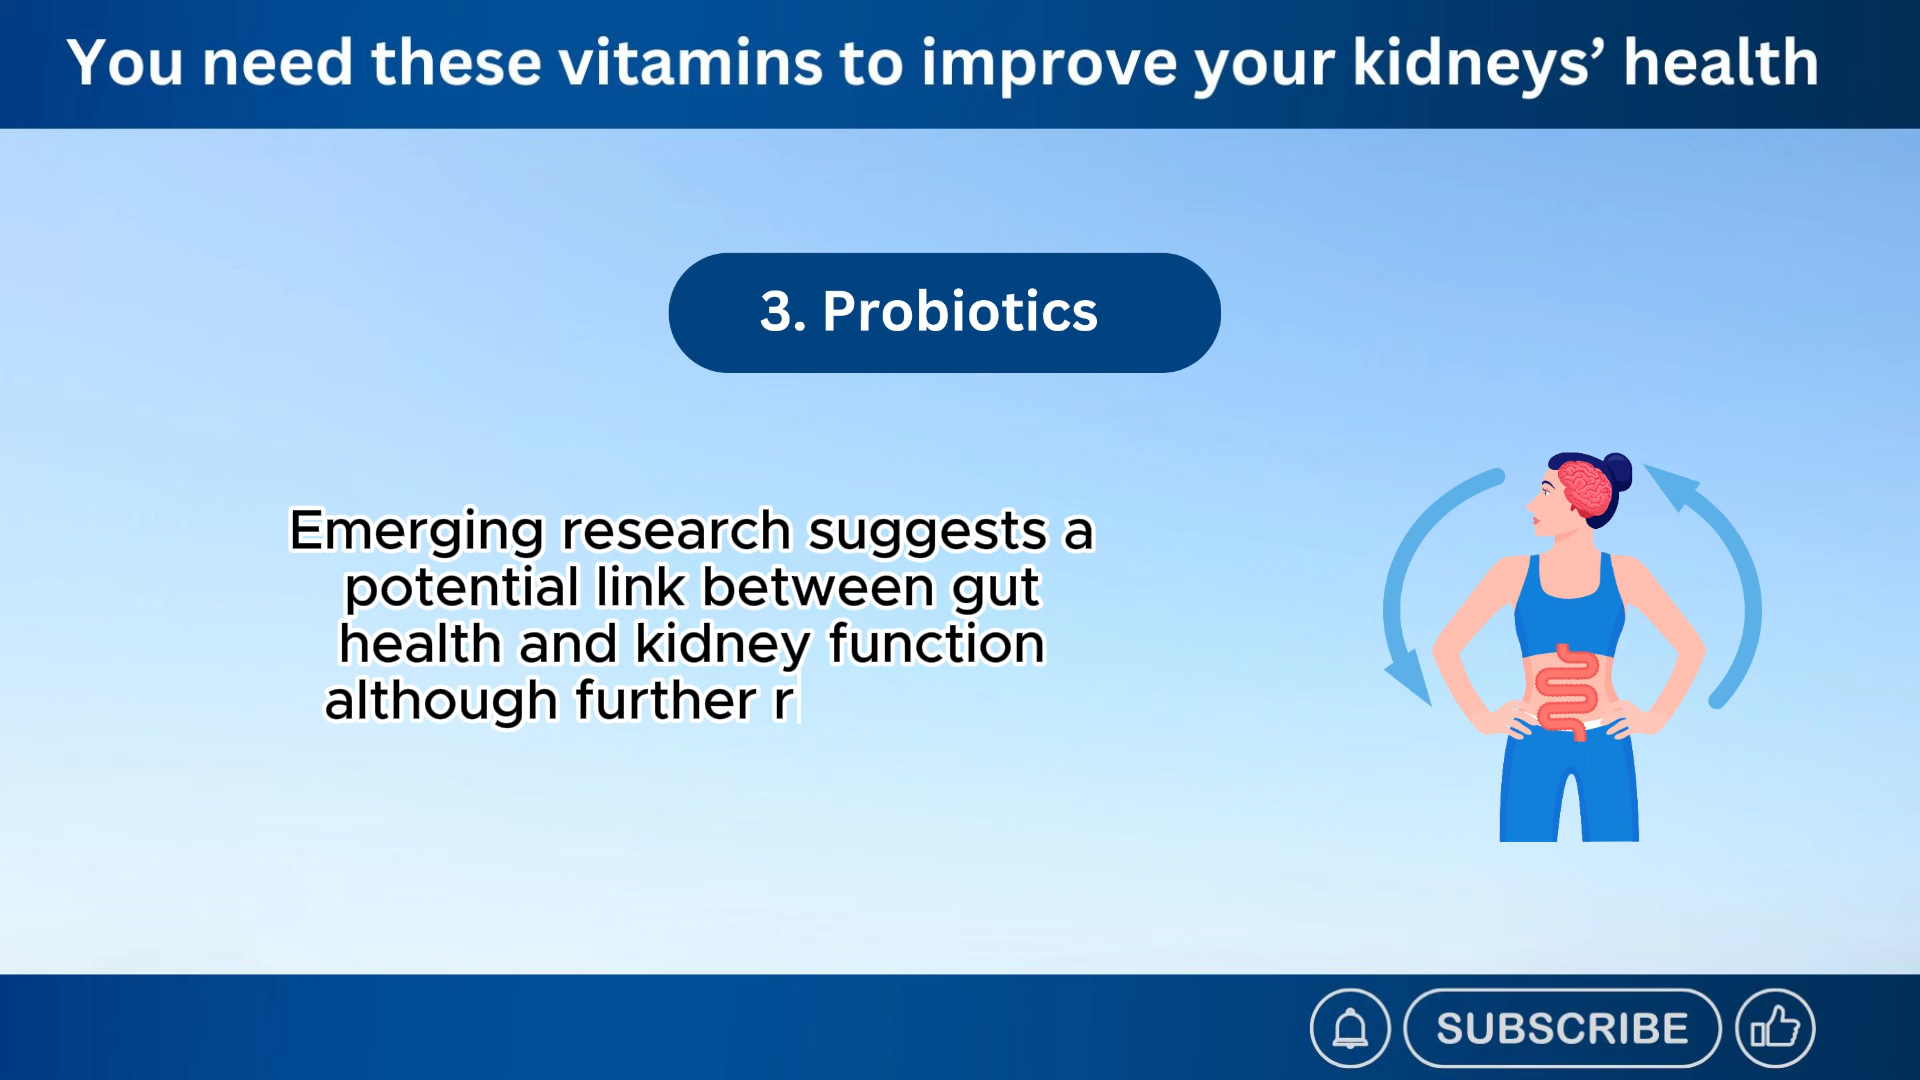 You need these vitamins to improve your kidneys’ health
3. Probiotics
Emerging research suggests a
potential link between gut
health and kidney function
although further r
SUBSCRIBE